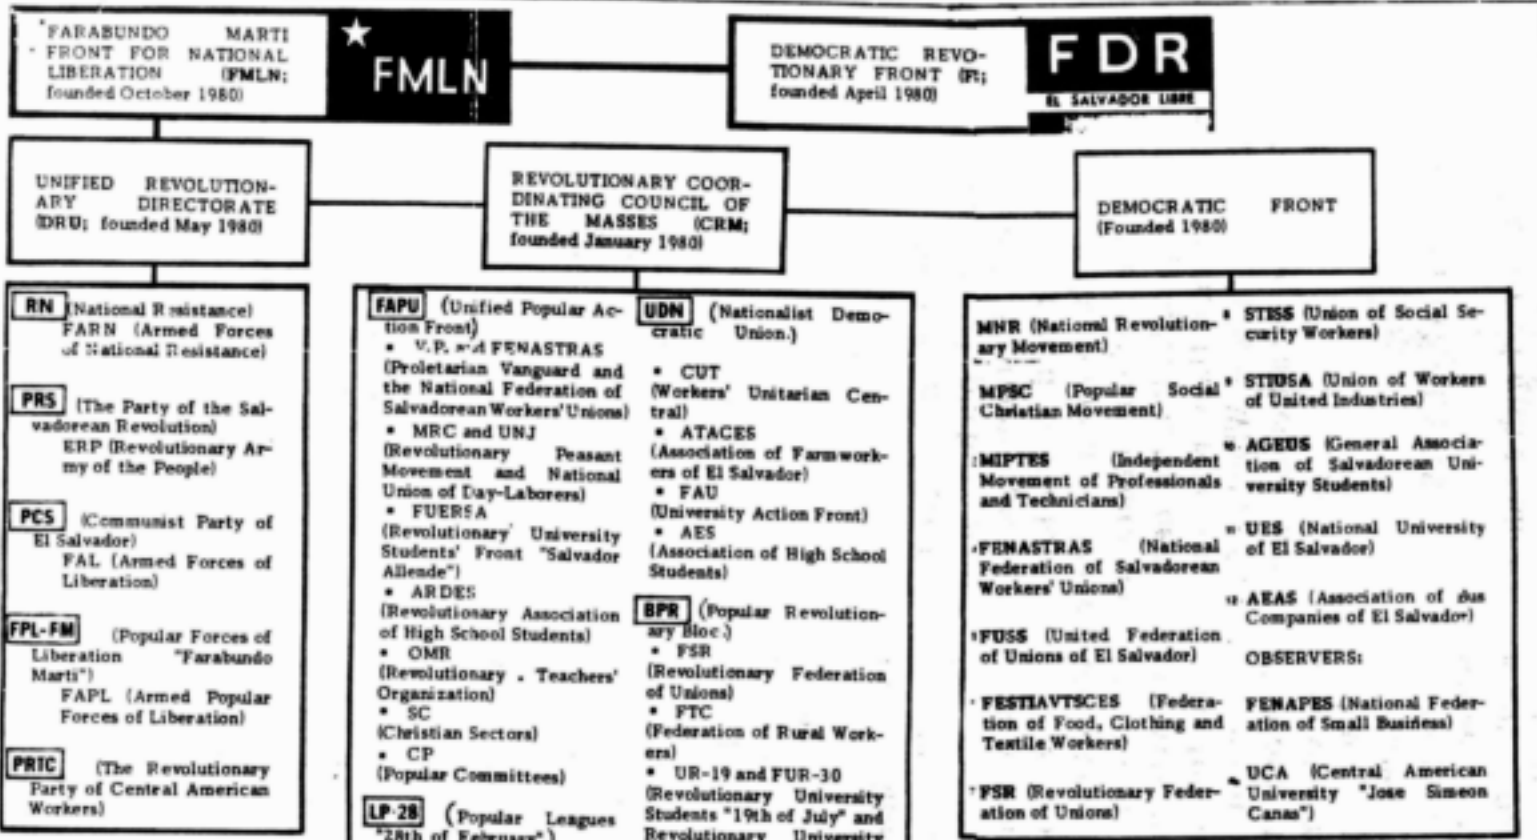 FARABUNDO MARTI
FRONT FOR NATIONAL
LIBERATION (FMLN;
founded October 1980)
FMLN
DEMOCRATIC REVO-
TIONARY FRONT (F;
founded April 1980)
FDR
EL SALVADOR LIBRE
UNIFIED REVOLUTION-
ARY DIRECTORATE
(DRU; founded May 1980)
REVOLUTIONARY COOR-
DINATING COUNCIL OF
THE MASSES (CRM;
founded January 1980)
DEMOCRATIC FRONT
(Founded 1980)
RN (National Resistance)
FARN (Armed Forces
of National Resistance)
PRS (The Party of the Sal-
vadorean Revolution)
ERP (Revolutionary Ar-
my of the People)
PCS (Communist Party of
El Salvador)
FAL (Armed Forces of
Liberation)
FPL-FM (Popular Forces of
Liberation "Farabundo
Marti")
FAPL (Armed Popular
Forces of Liberation)
PRTC (The Revolutionary
Party of Central American
Workers)
FAPU (Unified Popular Ac-
tion Front)
• V.P. and FENASTRAS
(Proletarian Vanguard and
the National Federation of
Salvadorean Workers' Unions)
• MRC and UNJ
(Revolutionary Peasant
Movement and National
Union of Day-Laborers)
• FUERSA
(Revolutionary University
Students' Front "Salvador
Allende")
• ARDES
(Revolutionary Association
of High School Students)
• OMR
(Revolutionary Teachers'
Organization)
• SC
(Christian Sectors)
• CP
(Popular Committees)
LP-28 (Popular Leagues
"28th of February")
UDN (Nationalist Demo-
cratic Union.)
• CUT
(Workers' Unitarian Cen-
tral)
• ATACES
(Association of Farmwork-
ers of El Salvador)
• FAU
(University Action Front)
• AES
(Association of High School
Students)
BPR (Popular Revolution-
ary Bloc.)
• FSR
(Revolutionary Federation
of Unions)
• FTC
(Federation of Rural Work-
ers)
• UR-19 and FUR-30
(Revolutionary University
Students "19th of July" and
Revolutionary University
MNR (National Revolution-
ary Movement)
MPSC (Popular Social
Christian Movement)
MIPTES (Independent
Movement of Professionals
and Technicians)
FENASTRAS (National
Federation of Salvadorean
Workers' Unions)
FUSS (United Federation
of Unions of El Salvador)
FESTIAVTSCES (Federa-
tion of Food, Clothing and
Textile Workers)
FSR (Revolutionary Feder-
ation of Unions)
STISS (Union of Social Se-
curity Workers)
STIUSA (Union of Workers
of United Industries)
AGEUS (General Associa-
tion of Salvadorean Uni-
versity Students)
UES (National University
of El Salvador)
AEAS (Association of Bus
Companies of El Salvador)
OBSERVERS:
FENAPES (National Feder-
ation of Small Business)
UCA (Central American
University "Jose Simeon
Canas")